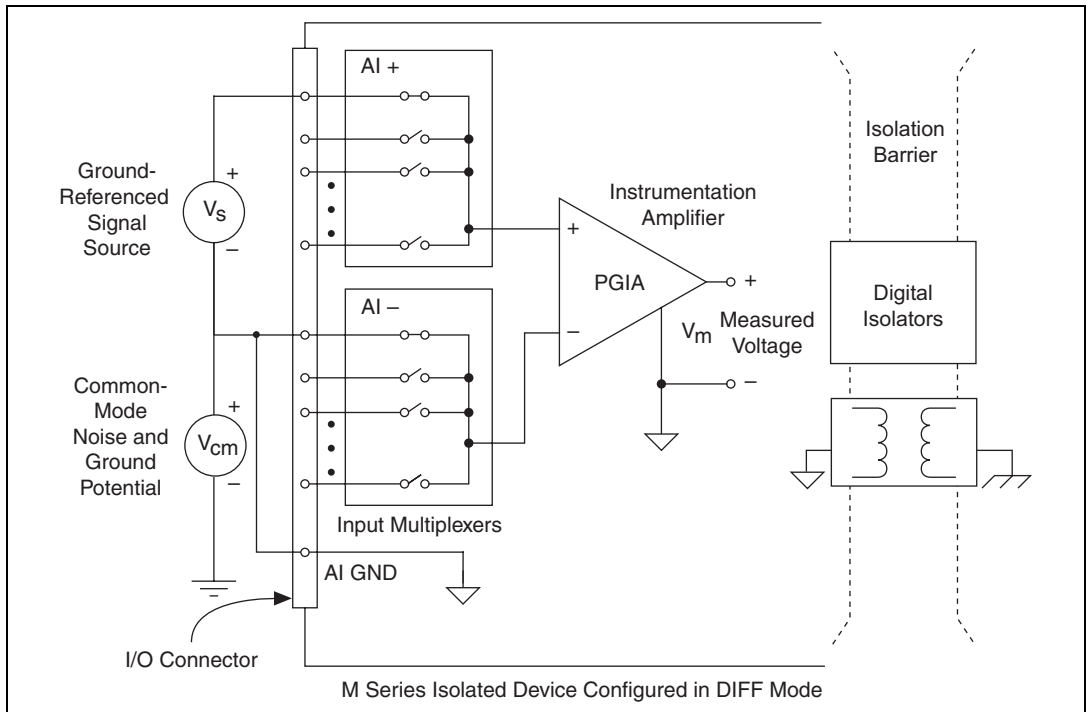 AI +
Isolation
Barrier
Ground-
Referenced
Signal
Source
+
Vs
−
Instrumentation
Amplifier
+
PGIA
−
+
Vm
Measured
Voltage
−
Digital
Isolators
AI −
Common-
Mode
Noise and
Ground
Potential
+
Vcm
−
Input Multiplexers
AI GND
I/O Connector
M Series Isolated Device Configured in DIFF Mode